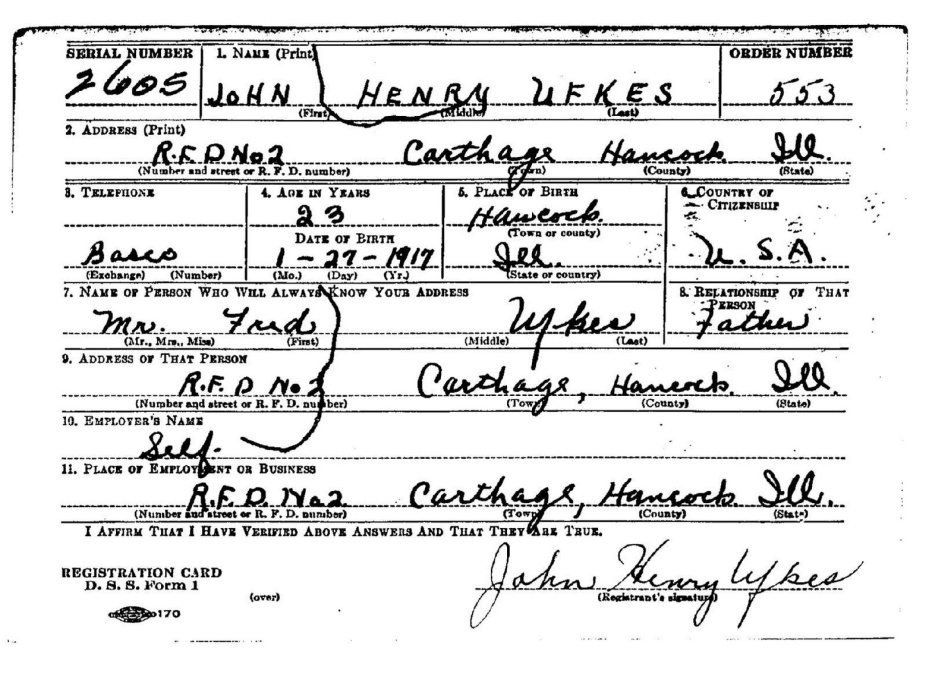 SERIAL NUMBER 1. NAME (Print) ORDER NUMBER
2605 JOHN HENRY UFKES 553
(First) (Middle) (Last)
2. ADDRESS (Print)
R.F.D No2 Carthage Hancock Ill.
(Number and street or R. F. D. number) (Town) (County) (State)
3. TELEPHONE 4. AGE IN YEARS 5. PLACE OF BIRTH 6. COUNTRY OF CITIZENSHIP
23 Hancock.
DATE OF BIRTH (Town or county)
Basco 1-27-1917 Ill. U.S.A.
(Exchange) (Number) (Mo.) (Day) (Yr.) (State or country)
7. NAME OF PERSON WHO WILL ALWAYS KNOW YOUR ADDRESS 8. RELATIONSHIP OF THAT PERSON
Mr. Fred Ufkes Father
(Mr., Mrs., Miss) (First) (Middle) (Last)
9. ADDRESS OF THAT PERSON
R.F.D No2 Carthage, Hancock Ill.
(Number and street or R. F. D. number) (Town) (County) (State)
10. EMPLOYER'S NAME
Self.
11. PLACE OF EMPLOYMENT OR BUSINESS
R.F.D. No2 Carthage, Hancock Ill.
(Number and street or R. F. D. number) (Town) (County) (State)
I AFFIRM THAT I HAVE VERIFIED ABOVE ANSWERS AND THAT THEY ARE TRUE.
John Henry Ufkes
REGISTRATION CARD
D. S. S. Form 1 (over) (Registrant's signature)
170